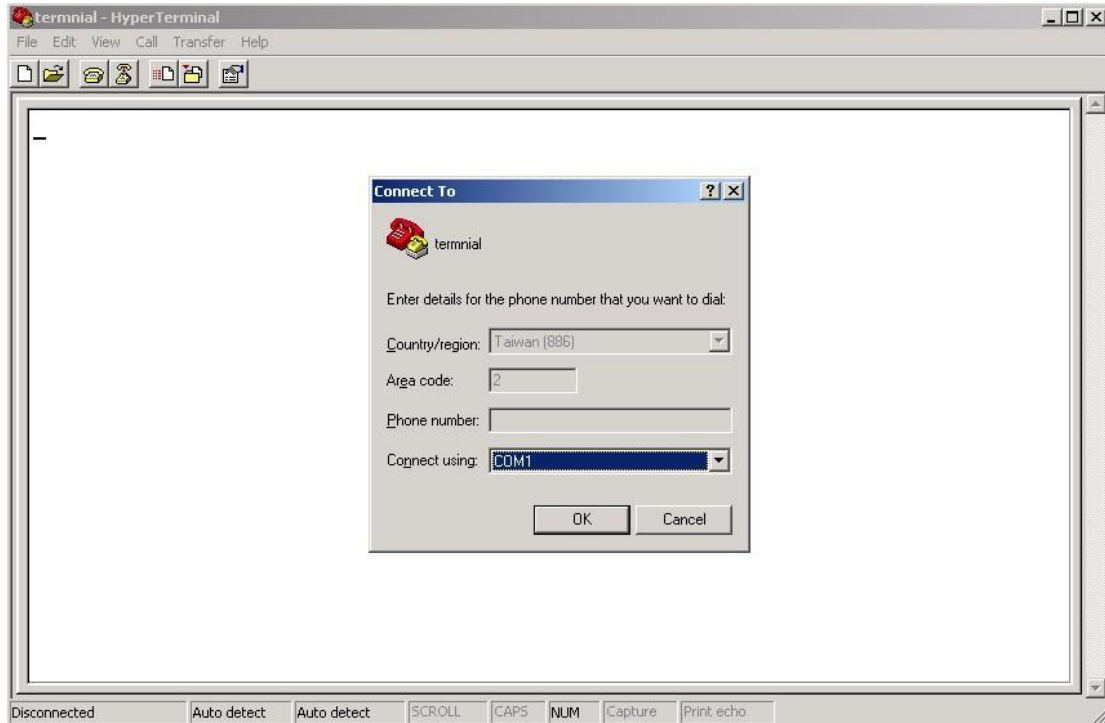 termnial - HyperTerminal
File Edit View Call Transfer Help
Connect To
termnial
Enter details for the phone number that you want to dial:
Country/region: Taiwan (886)
Area code: 2
Phone number:
Connect using: COM1
OK Cancel
Disconnected Auto detect Auto detect SCROLL CAPS NUM Capture Print echo